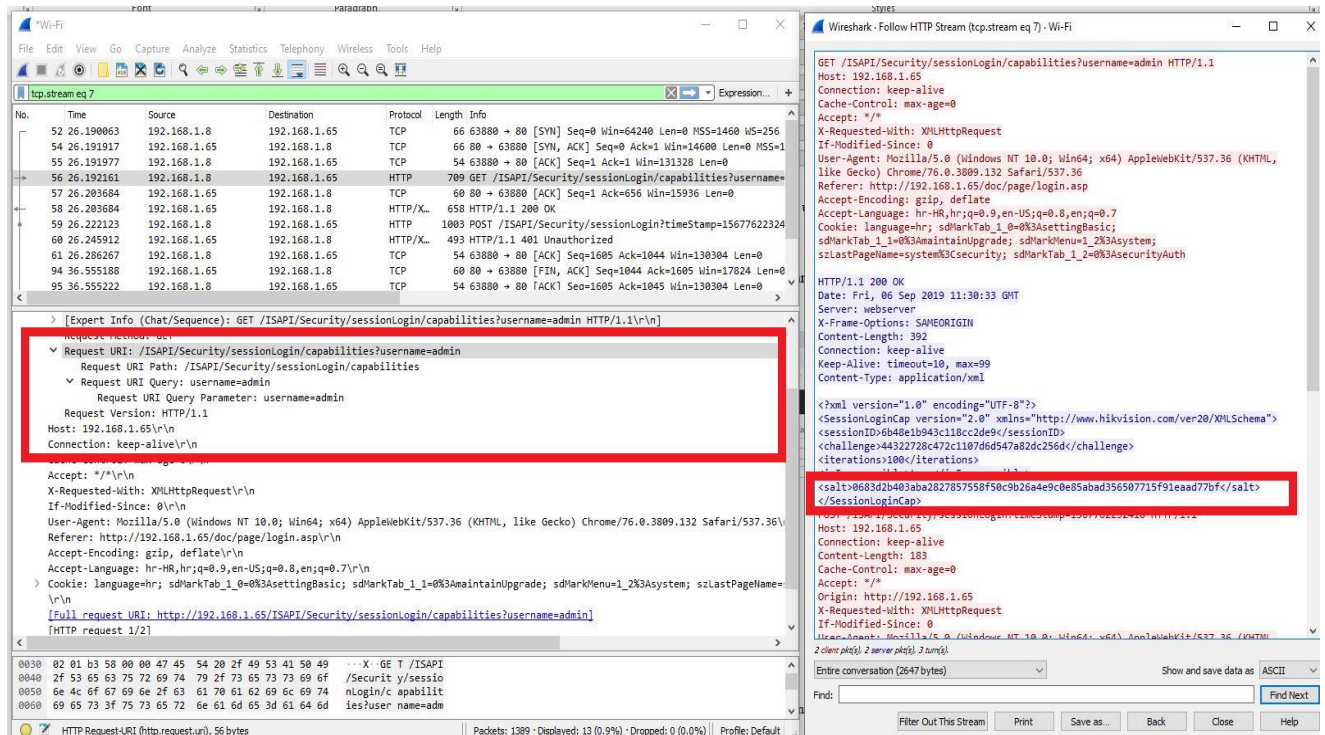 Font
Paragraph
Styles
*Wi-Fi
File Edit View Go Capture Analyze Statistics Telephony Wireless Tools Help
tcp.stream eq 7
Expression... +
No. Time Source Destination Protocol Length Info
52 26.190063 192.168.1.8 192.168.1.65 TCP 66 63880 → 80 [SYN] Seq=0 Win=64240 Len=0 MSS=1460 WS=256
54 26.191917 192.168.1.65 192.168.1.8 TCP 66 80 → 63880 [SYN, ACK] Seq=0 Ack=1 Win=14600 Len=0 MSS=1
55 26.191977 192.168.1.8 192.168.1.65 TCP 54 63880 → 80 [ACK] Seq=1 Ack=1 Win=131328 Len=0
56 26.192161 192.168.1.8 192.168.1.65 HTTP 709 GET /ISAPI/Security/sessionLogin/capabilities?username=
57 26.203684 192.168.1.65 192.168.1.8 TCP 60 80 → 63880 [ACK] Seq=1 Ack=656 Win=15936 Len=0
58 26.203684 192.168.1.65 192.168.1.8 HTTP/X… 658 HTTP/1.1 200 OK
59 26.222123 192.168.1.8 192.168.1.65 HTTP 1003 POST /ISAPI/Security/sessionLogin?timeStamp=15677622324
60 26.245912 192.168.1.65 192.168.1.8 HTTP/X… 493 HTTP/1.1 401 Unauthorized
61 26.286267 192.168.1.8 192.168.1.65 TCP 54 63880 → 80 [ACK] Seq=1605 Ack=1044 Win=130304 Len=0
94 36.555188 192.168.1.65 192.168.1.8 TCP 60 80 → 63880 [FIN, ACK] Seq=1044 Ack=1605 Win=17824 Len=0
95 36.555222 192.168.1.8 192.168.1.65 TCP 54 63880 → 80 [ACK] Seq=1605 Ack=1045 Win=130304 Len=0
[Expert Info (Chat/Sequence): GET /ISAPI/Security/sessionLogin/capabilities?username=admin HTTP/1.1\r\n]
Request Method: GET
Request URI: /ISAPI/Security/sessionLogin/capabilities?username=admin
Request URI Path: /ISAPI/Security/sessionLogin/capabilities
Request URI Query: username=admin
Request URI Query Parameter: username=admin
Request Version: HTTP/1.1
Host: 192.168.1.65\r\n
Connection: keep-alive\r\n
Cache-Control: max-age=0\r\n
Accept: */*\r\n
X-Requested-With: XMLHttpRequest\r\n
If-Modified-Since: 0\r\n
User-Agent: Mozilla/5.0 (Windows NT 10.0; Win64; x64) AppleWebKit/537.36 (KHTML, like Gecko) Chrome/76.0.3809.132 Safari/537.36\
Referer: http://192.168.1.65/doc/page/login.asp\r\n
Accept-Encoding: gzip, deflate\r\n
Accept-Language: hr-HR,hr;q=0.9,en-US;q=0.8,en;q=0.7\r\n
Cookie: language=hr; sdMarkTab_1_0=0%3AsettingBasic; sdMarkTab_1_1=0%3AmaintainUpgrade; sdMarkMenu=1_2%3Asystem; szLastPageName=
\r\n
[Full request URI: http://192.168.1.65/ISAPI/Security/sessionLogin/capabilities?username=admin]
[HTTP request 1/2]
0030 02 01 b3 58 00 00 47 45 54 20 2f 49 53 41 50 49 ···X··GE T /ISAPI
0040 2f 53 65 63 75 72 69 74 79 2f 73 65 73 73 69 6f /Securit y/sessio
0050 6e 4c 6f 67 69 6e 2f 63 61 70 61 62 69 6c 69 74 nLogin/c apabilit
0060 69 65 73 3f 75 73 65 72 6e 61 6d 65 3d 61 64 6d ies?user name=adm
HTTP Request-URI (http.request.uri), 56 bytes
Packets: 1389 · Displayed: 13 (0.9%) · Dropped: 0 (0.0%)
Profile: Default
Wireshark · Follow HTTP Stream (tcp.stream eq 7) · Wi-Fi
GET /ISAPI/Security/sessionLogin/capabilities?username=admin HTTP/1.1
Host: 192.168.1.65
Connection: keep-alive
Cache-Control: max-age=0
Accept: */*
X-Requested-With: XMLHttpRequest
If-Modified-Since: 0
User-Agent: Mozilla/5.0 (Windows NT 10.0; Win64; x64) AppleWebKit/537.36 (KHTML,
like Gecko) Chrome/76.0.3809.132 Safari/537.36
Referer: http://192.168.1.65/doc/page/login.asp
Accept-Encoding: gzip, deflate
Accept-Language: hr-HR,hr;q=0.9,en-US;q=0.8,en;q=0.7
Cookie: language=hr; sdMarkTab_1_0=0%3AsettingBasic;
sdMarkTab_1_1=0%3AmaintainUpgrade; sdMarkMenu=1_2%3Asystem;
szLastPageName=system%3Csecurity; sdMarkTab_1_2=0%3AsecurityAuth
HTTP/1.1 200 OK
Date: Fri, 06 Sep 2019 11:30:33 GMT
Server: webserver
X-Frame-Options: SAMEORIGIN
Content-Length: 392
Connection: keep-alive
Keep-Alive: timeout=10, max=99
Content-Type: application/xml
<?xml version="1.0" encoding="UTF-8"?>
<SessionLoginCap version="2.0" xmlns="http://www.hikvision.com/ver20/XMLSchema">
<sessionID>6b48e1b943c118cc2de9</sessionID>
<challenge>44322728c472c1107d6d547a82dc256d</challenge>
<iterations>100</iterations>
<salt>0683d2b403aba2827857558f50c9b26a4e9c0e85abad356507715f91eaad77bf</salt>
</SessionLoginCap>
Host: 192.168.1.65
Connection: keep-alive
Content-Length: 183
Cache-Control: max-age=0
Accept: */*
Origin: http://192.168.1.65
X-Requested-With: XMLHttpRequest
If-Modified-Since: 0
User-Agent: Mozilla/5.0 (Windows NT 10.0; Win64; x64) AppleWebKit/537.36 (KHTML,
2 client pkt(s), 2 server pkt(s), 3 turn(s).
Entire conversation (2647 bytes)
Show and save data as ASCII
Find:
Find Next
Filter Out This Stream Print Save as... Back Close Help